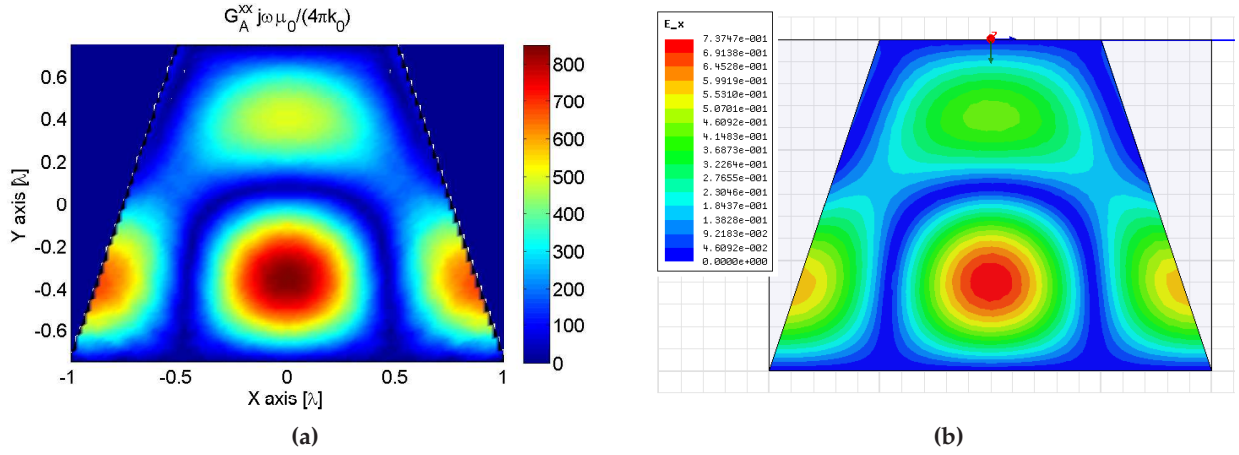 G_A^{xx} jωμ_0/(4πk_0)
0.6
0.4
0.2
0
-0.2
-0.4
-0.6
Y axis [λ]
-1
-0.5
0
0.5
1
X axis [λ]
800
700
600
500
400
300
200
100
0
(a)
E_x
7.3747e-001
6.9138e-001
6.4528e-001
5.9919e-001
5.5310e-001
5.0701e-001
4.6092e-001
4.1483e-001
3.6873e-001
3.2264e-001
2.7655e-001
2.3046e-001
1.8437e-001
1.3828e-001
9.2183e-002
4.6092e-002
0.0000e+000
Z
(b)